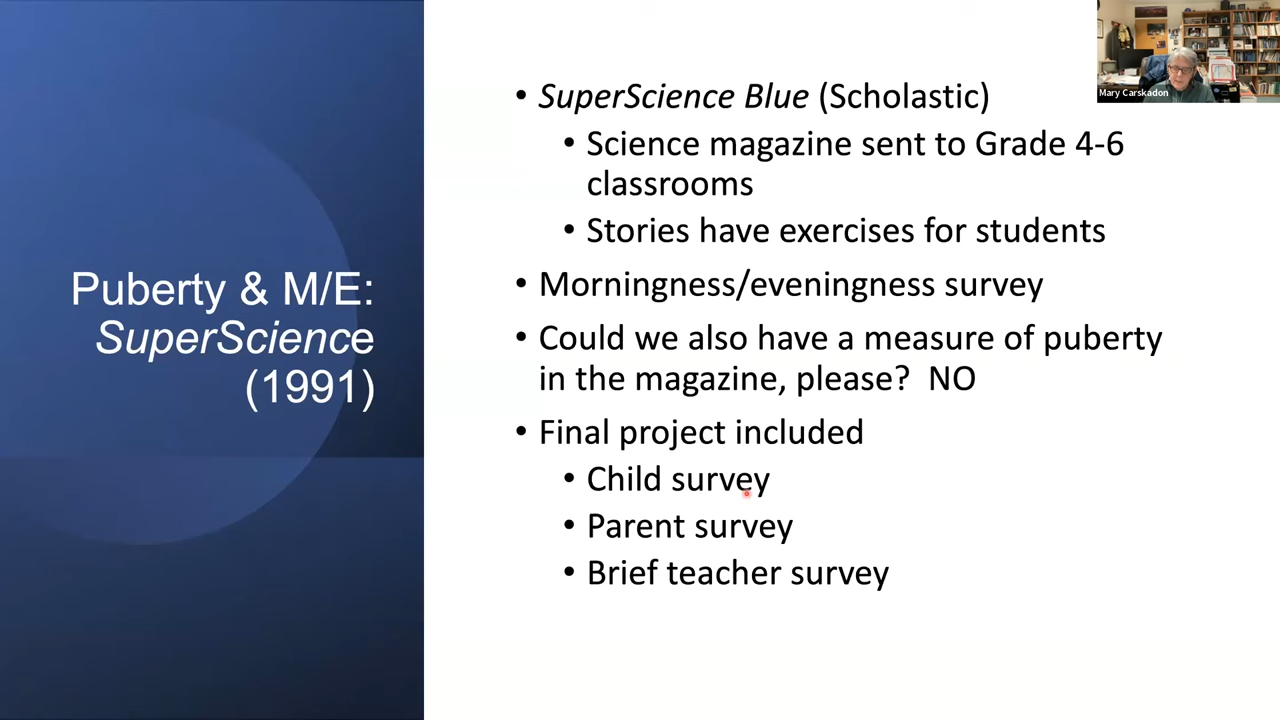 Puberty & M/E:
SuperScience
(1991)
• SuperScience Blue (Scholastic)
• Science magazine sent to Grade 4-6
classrooms
• Stories have exercises for students
• Morningness/eveningness survey
• Could we also have a measure of puberty
in the magazine, please?  NO
• Final project included
• Child survey
• Parent survey
• Brief teacher survey
Mary Carskadon